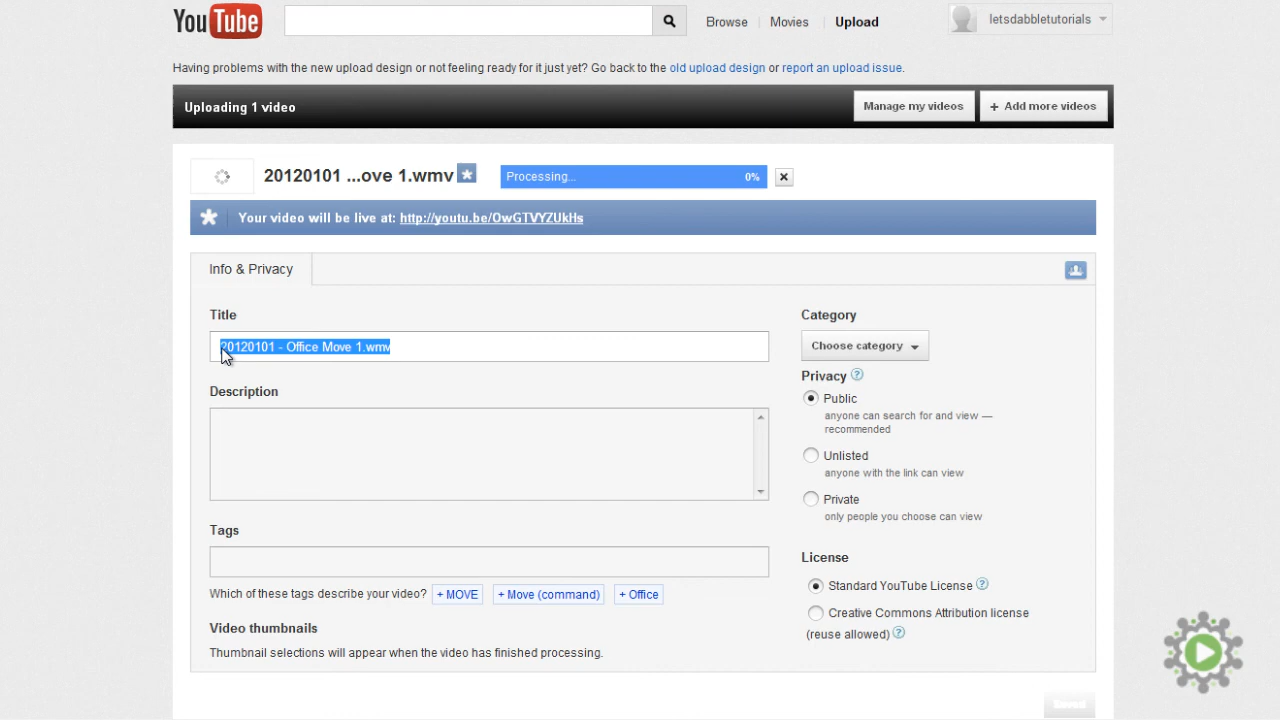 YouTube
Browse
Movies
Upload
letsdabbletutorials
Having problems with the new upload design or not feeling ready for it just yet? Go back to the old upload design or report an upload issue.
Uploading 1 video
Manage my videos
+ Add more videos
20120101 ...ove 1.wmv
Processing...
0%
Your video will be live at: http://youtu.be/OwGTVYZUkHs
Info & Privacy
Title
20120101 - Office Move 1.wmv
Description
Tags
Which of these tags describe your video? + MOVE + Move (command) + Office
Video thumbnails
Thumbnail selections will appear when the video has finished processing.
Category
Choose category
Privacy ?
Public
anyone can search for and view —
recommended
Unlisted
anyone with the link can view
Private
only people you choose can view
License
Standard YouTube License ?
Creative Commons Attribution license
(reuse allowed) ?
Saved